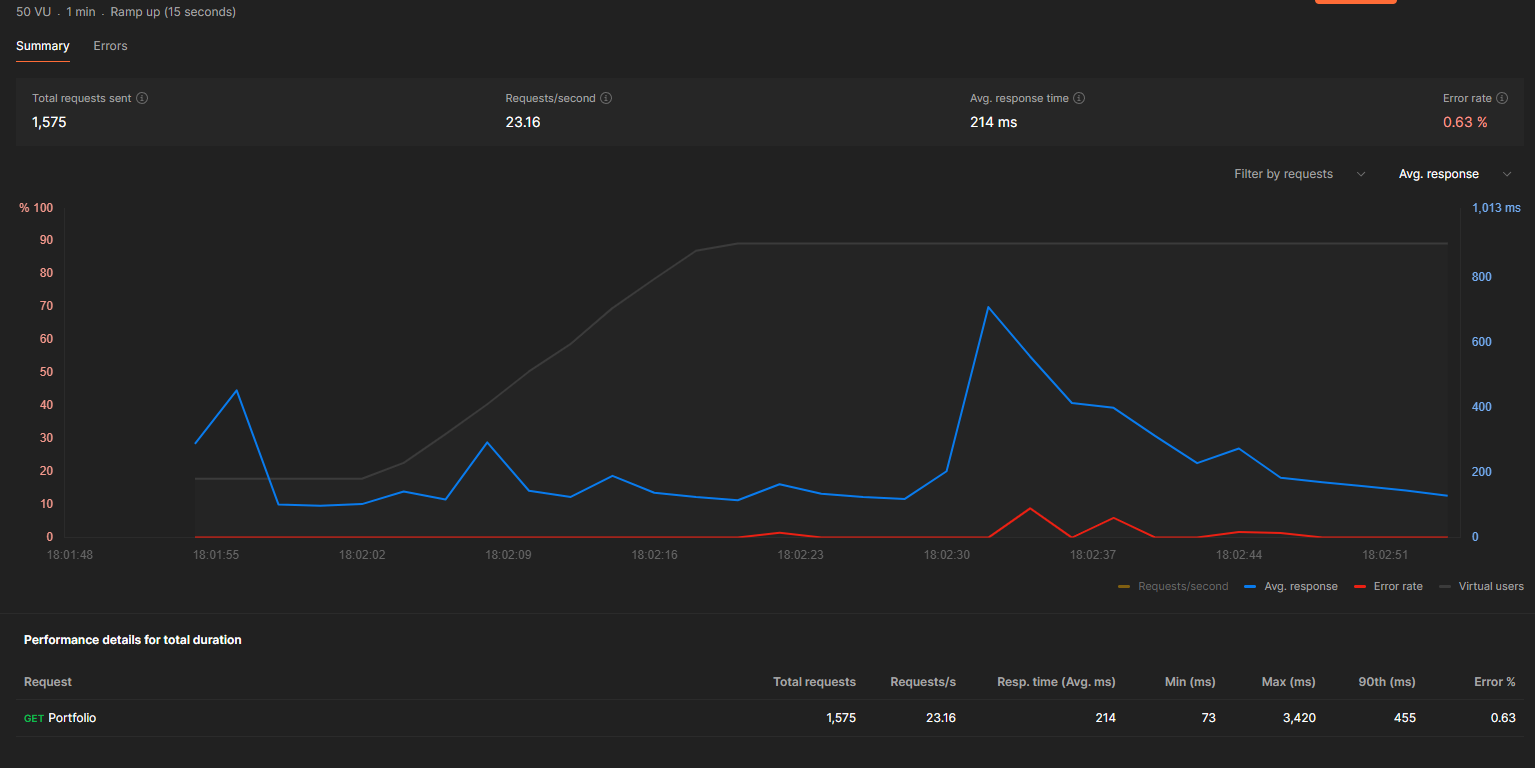 50 VU . 1 min . Ramp up (15 seconds)
Summary Errors
Total requests sent Requests/second Avg. response time Error rate
1,575 23.16 214 ms 0.63 %
Filter by requests Avg. response
% 100 1,013 ms
90
80 800
70
60 600
50
40 400
30
20 200
10
0 0
18:01:48 18:01:55 18:02:02 18:02:09 18:02:16 18:02:23 18:02:30 18:02:37 18:02:44 18:02:51
Requests/second Avg. response Error rate Virtual users
Performance details for total duration
Request Total requests Requests/s Resp. time (Avg. ms) Min (ms) Max (ms) 90th (ms) Error %
GET Portfolio 1,575 23.16 214 73 3,420 455 0.63